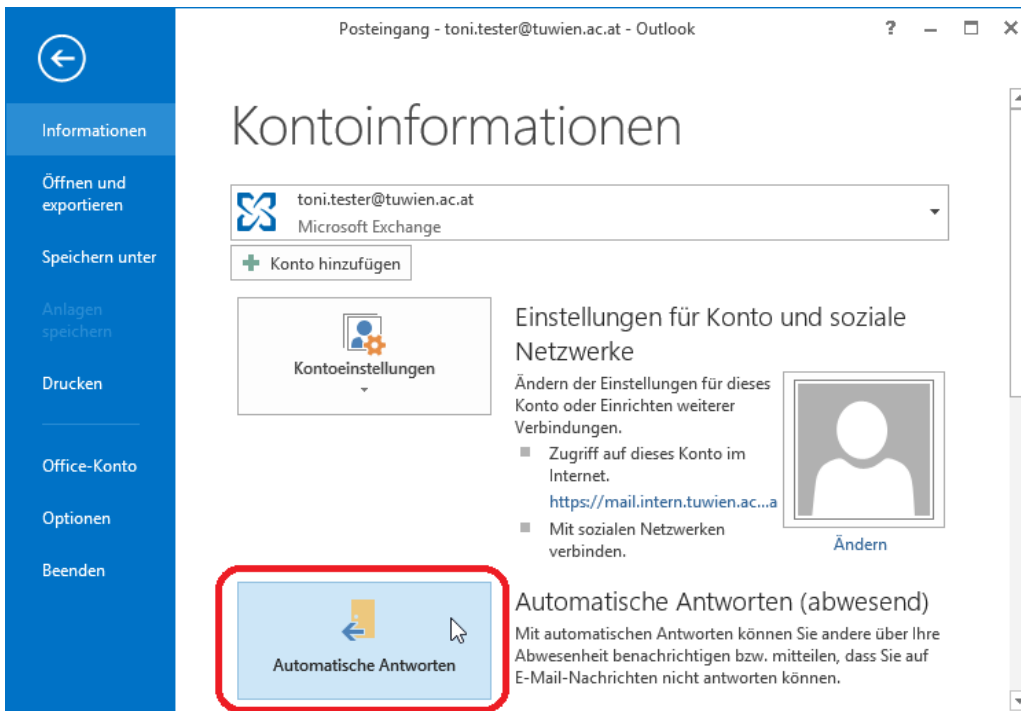 Posteingang - toni.tester@tuwien.ac.at - Outlook
?
Informationen
Öffnen und
exportieren
Speichern unter
Anlagen
speichern
Drucken
Office-Konto
Optionen
Beenden
Kontoinformationen
toni.tester@tuwien.ac.at
Microsoft Exchange
Konto hinzufügen
Kontoeinstellungen
Einstellungen für Konto und soziale
Netzwerke
Ändern der Einstellungen für dieses
Konto oder Einrichten weiterer
Verbindungen.
Zugriff auf dieses Konto im
Internet.
https://mail.intern.tuwien.ac...a
Mit sozialen Netzwerken
verbinden.
Ändern
Automatische Antworten
Automatische Antworten (abwesend)
Mit automatischen Antworten können Sie andere über Ihre
Abwesenheit benachrichtigen bzw. mitteilen, dass Sie auf
E-Mail-Nachrichten nicht antworten können.